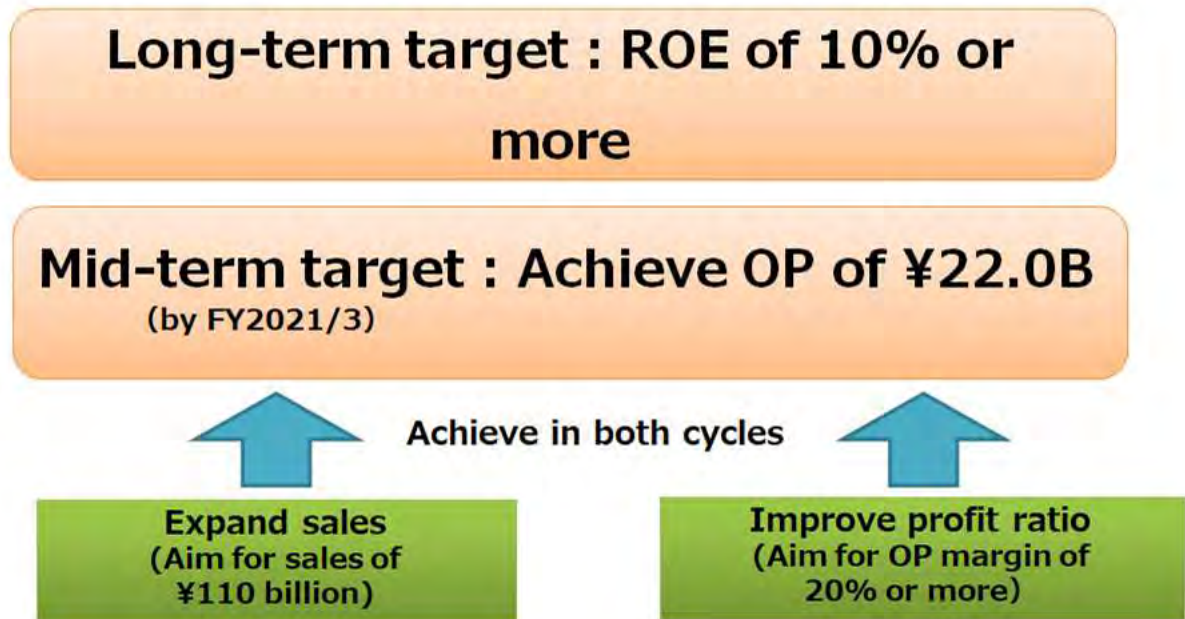 Long-term target : ROE of 10% or
more
Mid-term target : Achieve OP of ¥22.0B
(by FY2021/3)
Achieve in both cycles
Expand sales
(Aim for sales of
¥110 billion)
Improve profit ratio
(Aim for OP margin of
20% or more)